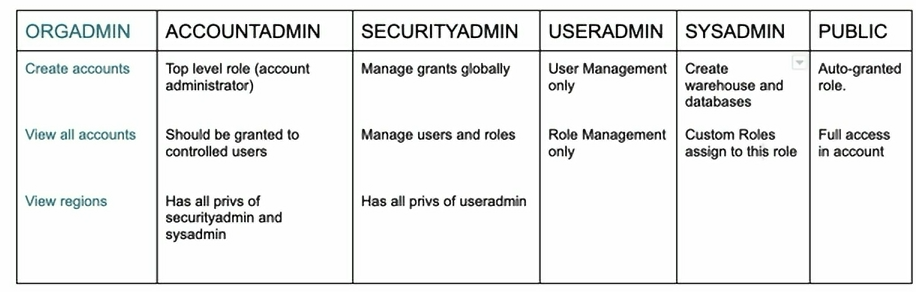 ORGADMIN ACCOUNTADMIN SECURITYADMIN USERADMIN SYSADMIN PUBLIC
Create accounts
Top level role (account
administrator)
Manage grants globally
User Management
only
Create
warehouse and
databases
Auto-granted
role.
View all accounts
Should be granted to
controlled users
Manage users and roles
Role Management
only
Custom Roles
assign to this role
Full access
in account
View regions
Has all privs of
securityadmin and
sysadmin
Has all privs of useradmin